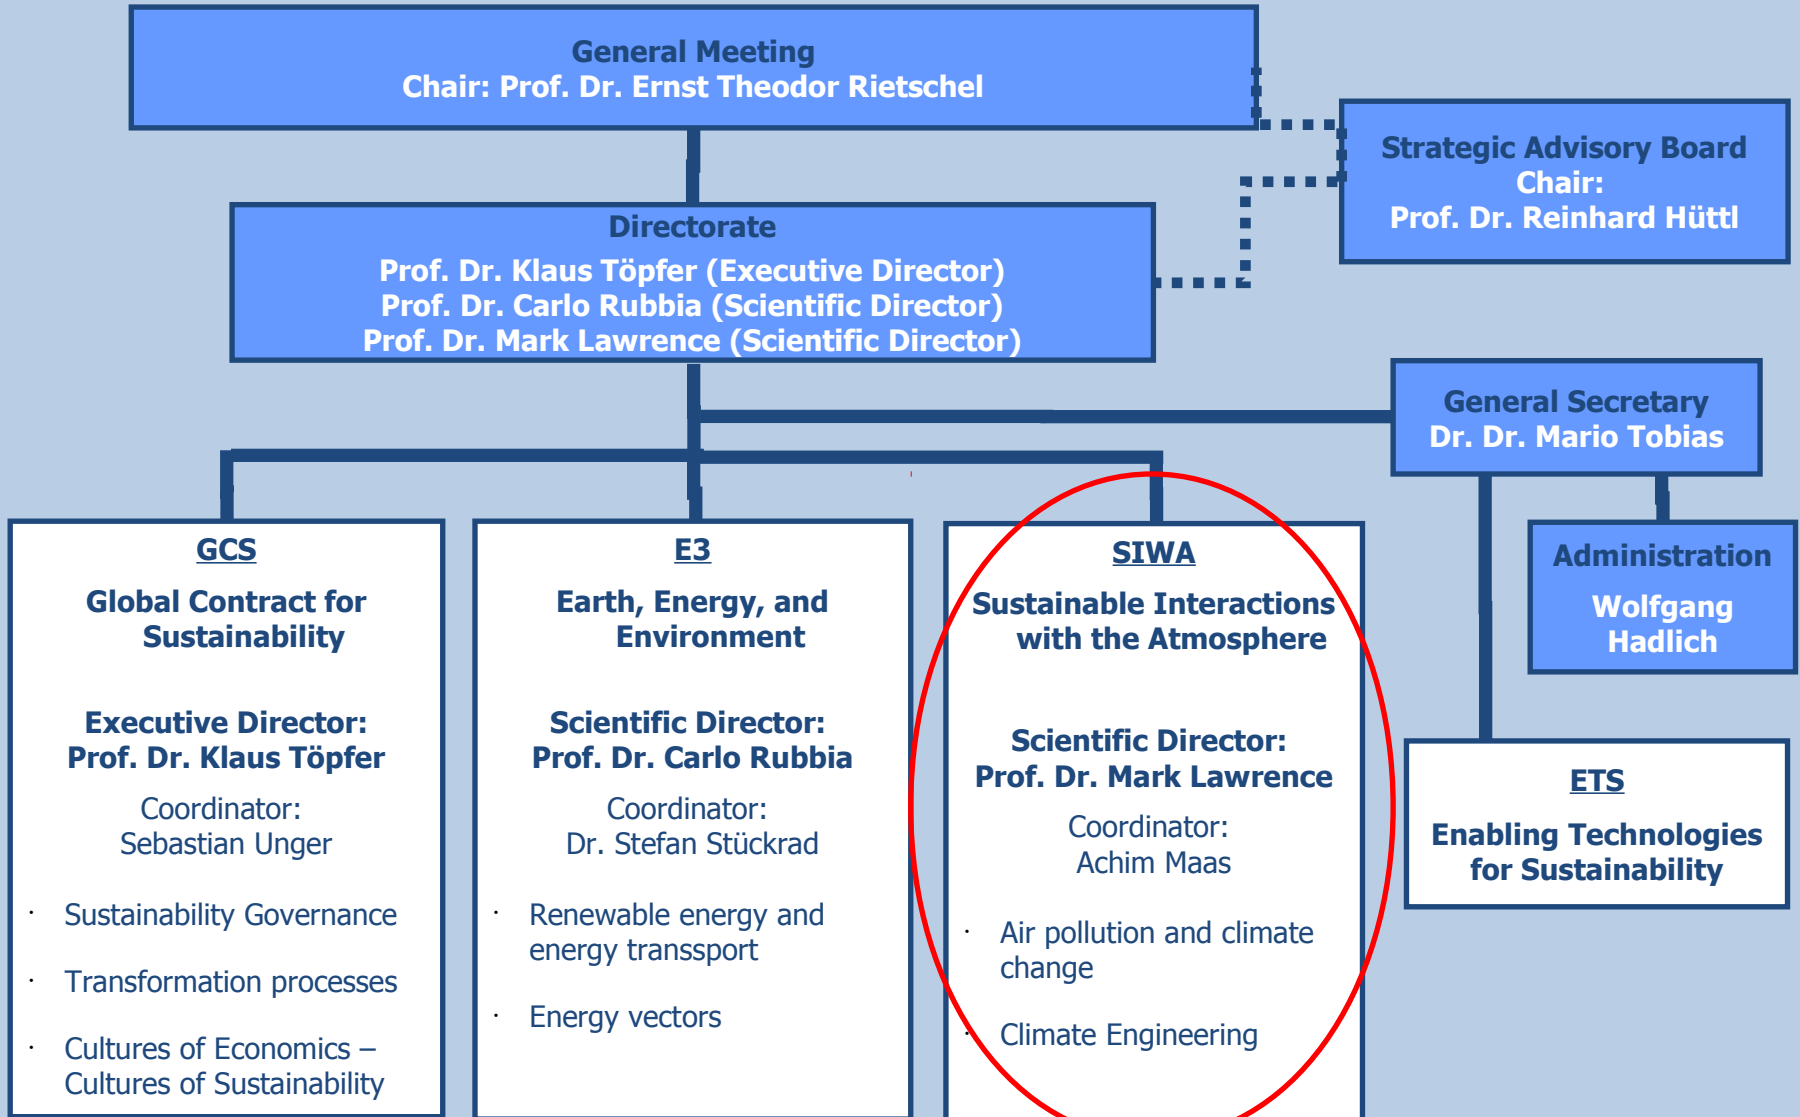 General Meeting
Chair: Prof. Dr. Ernst Theodor Rietschel
Strategic Advisory Board
Chair:
Prof. Dr. Reinhard Hüttl
Directorate
Prof. Dr. Klaus Töpfer (Executive Director)
Prof. Dr. Carlo Rubbia (Scientific Director)
Prof. Dr. Mark Lawrence (Scientific Director)
General Secretary
Dr. Dr. Mario Tobias
GCS
Global Contract for
Sustainability
Executive Director:
Prof. Dr. Klaus Töpfer
Coordinator:
Sebastian Unger
· Sustainability Governance
· Transformation processes
· Cultures of Economics –
Cultures of Sustainability
E3
Earth, Energy, and
Environment
Scientific Director:
Prof. Dr. Carlo Rubbia
Coordinator:
Dr. Stefan Stückrad
· Renewable energy and
energy transsport
· Energy vectors
SIWA
Sustainable Interactions
with the Atmosphere
Scientific Director:
Prof. Dr. Mark Lawrence
Coordinator:
Achim Maas
· Air pollution and climate
change
· Climate Engineering
Administration
Wolfgang
Hadlich
ETS
Enabling Technologies
for Sustainability